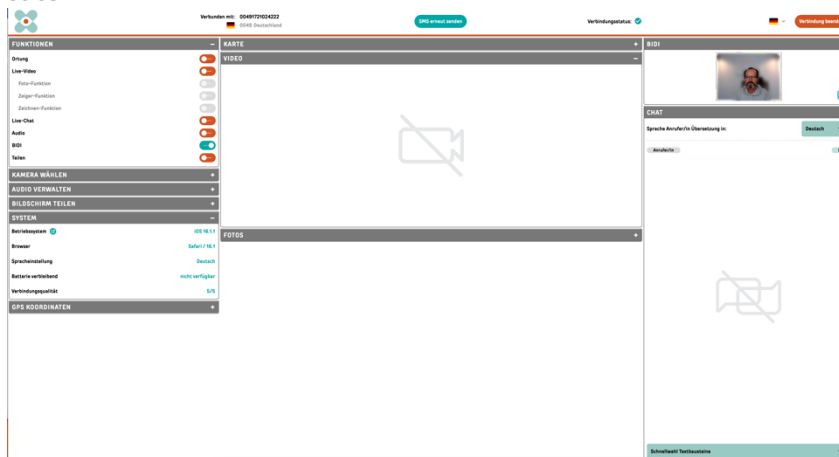 Verbunden mit: 00491721024222
0049 Deutschland
SMS erneut senden
Verbindungsstatus:
Verbindung beend
FUNKTIONEN −
Ortung
Live-Video
Foto-Funktion
Zeiger-Funktion
Zeichnen-Funktion
Live-Chat
Audio
BIDI
Teilen
KAMERA WÄHLEN +
AUDIO VERWALTEN +
BILDSCHIRM TEILEN +
SYSTEM −
Betriebssystem iOS 16.1.1
Browser Safari / 16.1
Spracheinstellung Deutsch
Batterie verbleibend nicht verfügbar
Verbindungsqualität 5/5
GPS KOORDINATEN +
KARTE +
VIDEO −
FOTOS +
BIDI
CHAT
Sprache Anrufer/in Übersetzung in: Deutsch
Anrufer/in
Schnellwahl Textbausteine